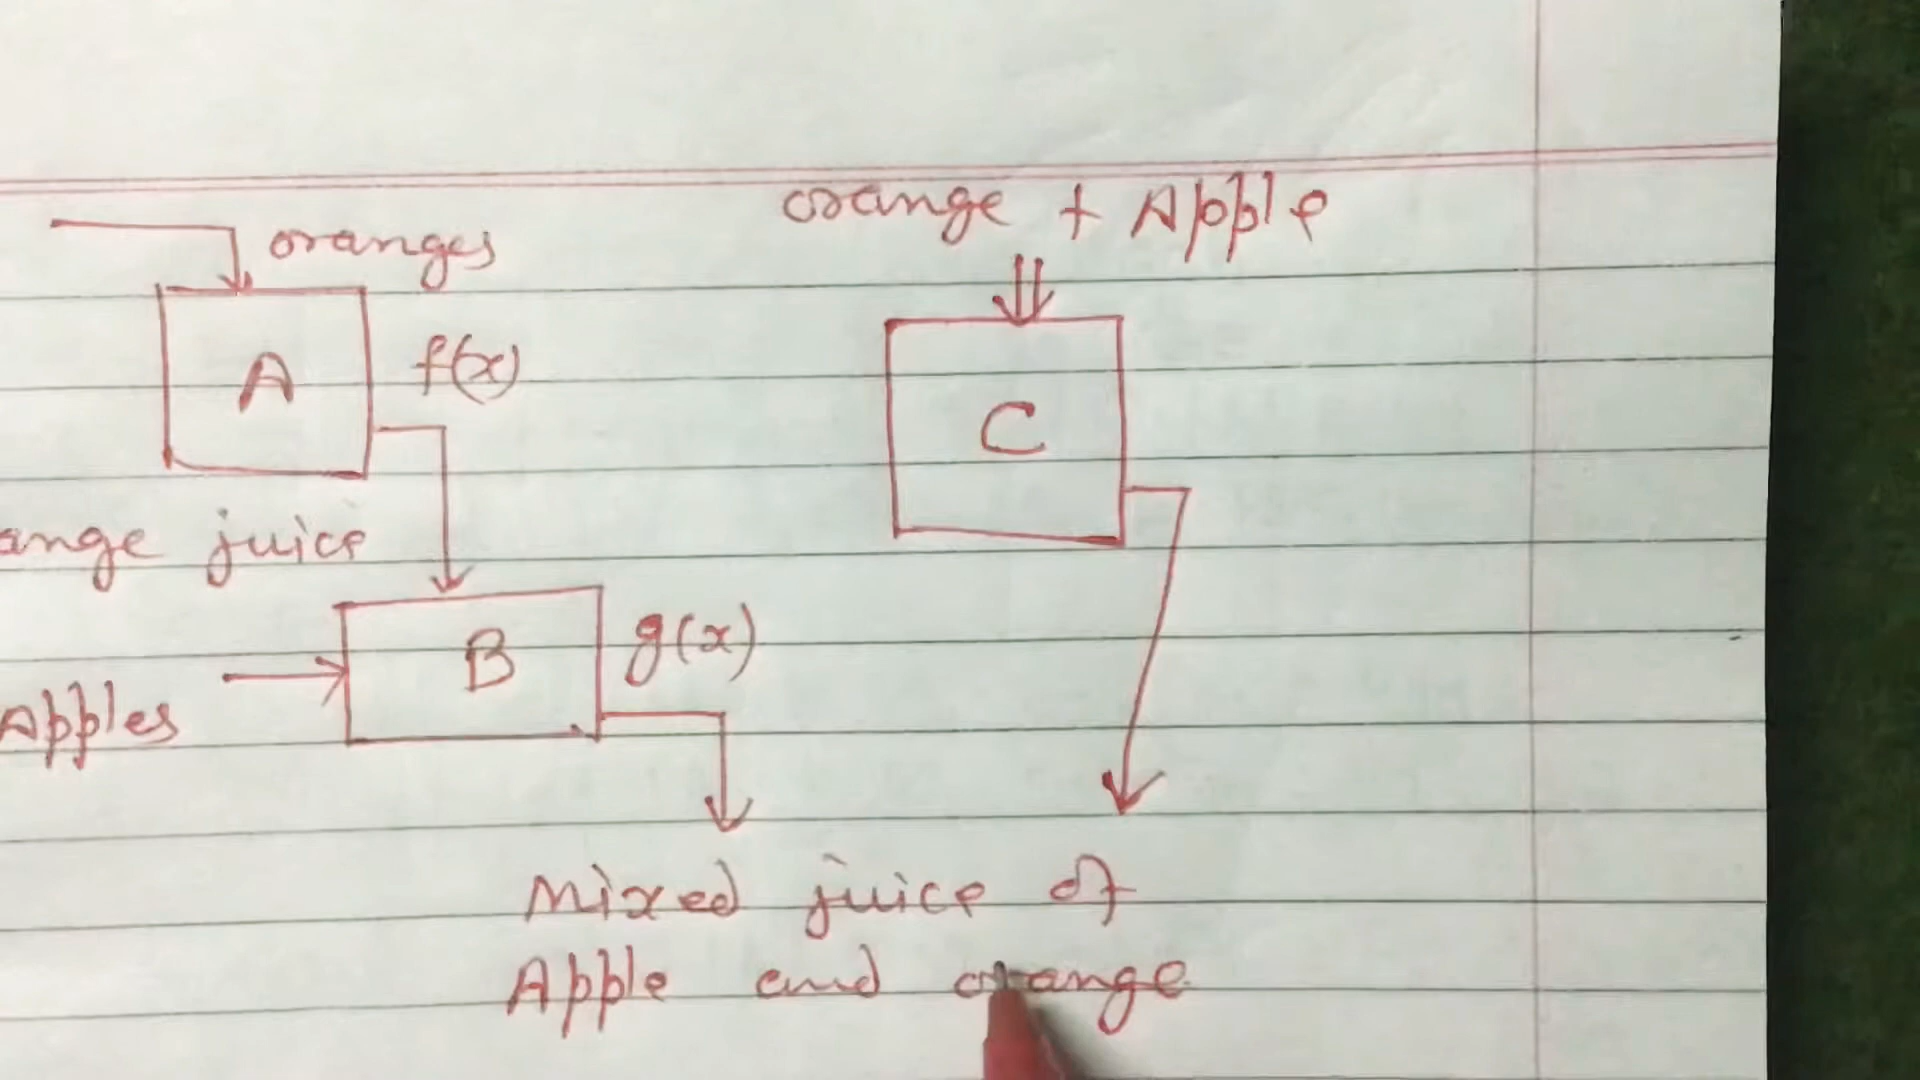 orange + Apple
oranges
A
f(x)
C
ange juice
B
g(x)
Apples
Mixed juice of
Apple and orange